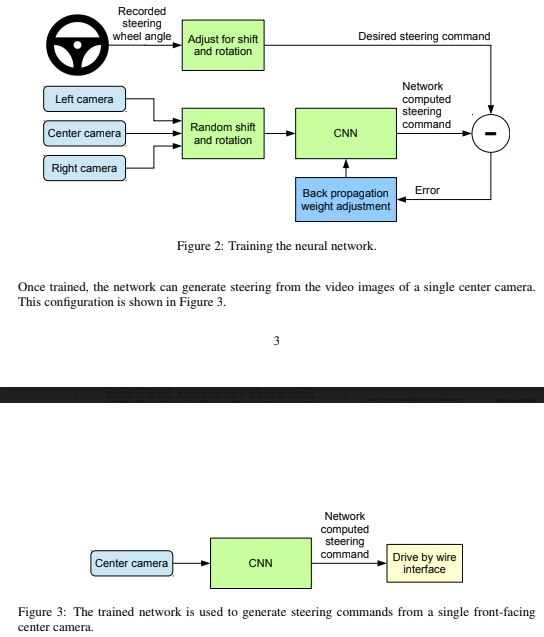 Recorded
steering
wheel angle
Adjust for shift
and rotation
Desired steering command
Left camera
Center camera
Right camera
Random shift
and rotation
CNN
Network
computed
steering
command
-
Back propagation
weight adjustment
Error
Figure 2: Training the neural network.
Once trained, the network can generate steering from the video images of a single center camera.
This configuration is shown in Figure 3.
3
Center camera
CNN
Network
computed
steering
command
Drive by wire
interface
Figure 3: The trained network is used to generate steering commands from a single front-facing
center camera.